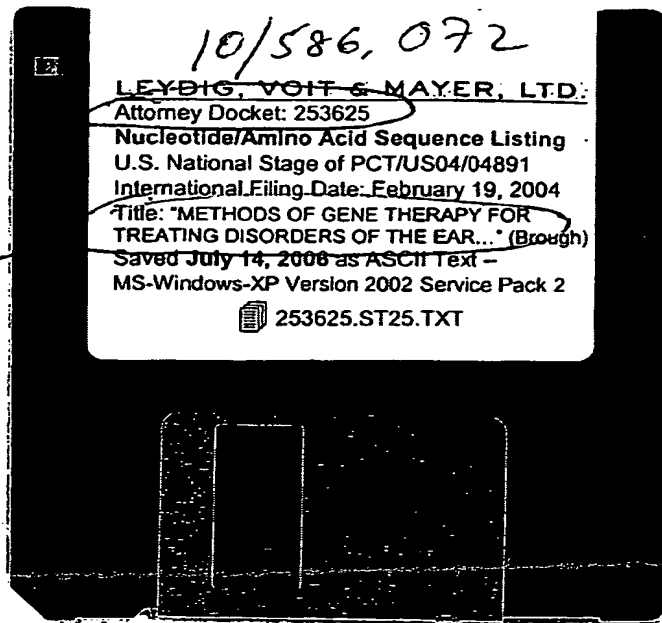 10/586,072
LEYDIG, VOIT & MAYER, LTD.
Attorney Docket: 253625
Nucleotide/Amino Acid Sequence Listing
U.S. National Stage of PCT/US04/04891
International Filing Date: February 19, 2004
Title: "METHODS OF GENE THERAPY FOR
TREATING DISORDERS OF THE EAR..." (Brough)
Saved July 14, 2006 as ASCII Text –
MS-Windows-XP Version 2002 Service Pack 2
253625.ST25.TXT